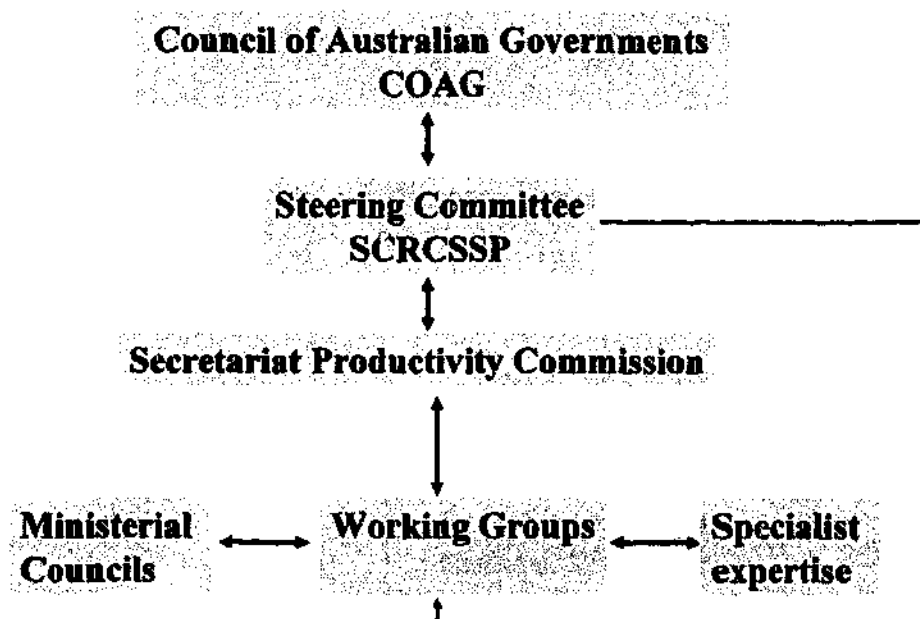 Council of Australian Governments
COAG
Steering Committee
SCRCSSP
Secretariat Productivity Commission
Ministerial
Councils
Working Groups
Specialist
expertise